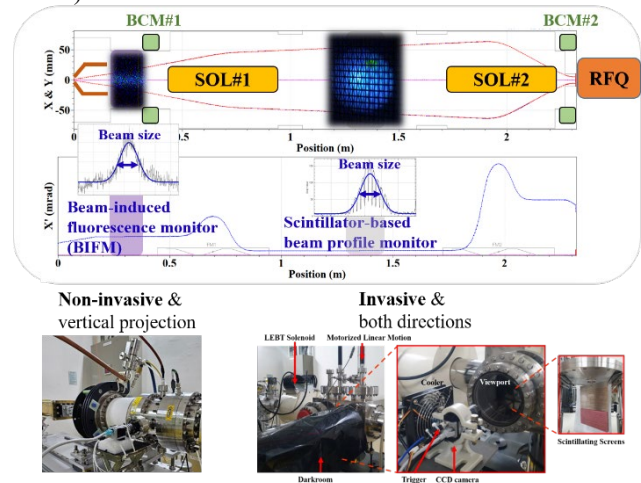 BCM#1
BCM#2
X & Y (mm)
50
0
-50
SOL#1
SOL#2
RFQ
0
0.5
1
1.5
2
Position (m)
Beam size
Beam size
Beam-induced
fluorescence monitor
(BIFM)
Scintillator-based
beam profile monitor
X' (mrad)
0
0.5
1
1.5
2
Position (m)
Non-invasive &
vertical projection
Invasive &
both directions
LEBT Solenoid
Motorized Linear Motion
Cooler
Viewport
Scintillating Screens
Darkroom
Trigger
CCD camera